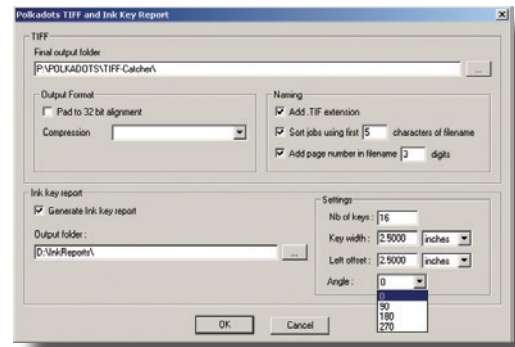 Polkadots TIFF and Ink Key Report
TIFF
Final output folder
P:\POLKADOTS\TIFF-Catcher\
...
Output Format
Pad to 32 bit alignment
Compression
Naming
Add .TIF extension
Sort jobs using first 5 characters of filename
Add page number in filename 3 digits
Ink key report
Generate Ink key report
Output folder :
D:\InkReports\
...
Settings
Nb of keys : 16
Key width : 2.5000 inches
Left offset : 2.5000 inches
Angle : 0
0
90
180
270
OK
Cancel